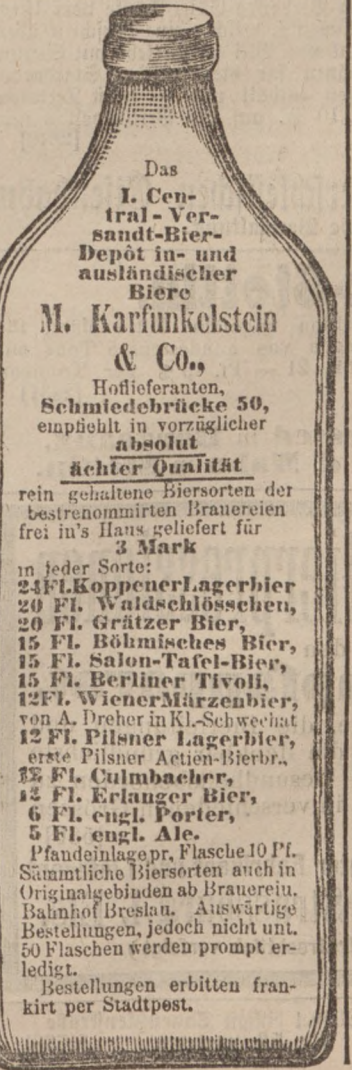 Das
I. Cen-
tral-Ver-
sandt-Bier-
Depôt in- und
ausländischer
Biere
M. Karfunkelstein
& Co.,
Hoflieferanten,
Schmiedebrücke 50,
empfiehlt in vorzüglicher
absolut
ächter Qualität
rein gehaltene Biersorten der
bestrenommirten Brauereien
frei in's Haus geliefert für
3 Mark
in jeder Sorte:
24 Fl. Koppener Lagerbier
20 Fl. Waldschlösschen,
20 Fl. Grätzer Bier,
15 Fl. Böhmisches Bier,
15 Fl. Salon-Tafel-Bier,
15 Fl. Berliner Tivoli,
12 Fl. Wiener Märzenbier,
von A. Dreher in Kl.-Schwechat
12 Fl. Pilsner Lagerbier,
erste Pilsner Actien-Bierbr.,
12 Fl. Culmbacher,
12 Fl. Erlanger Bier,
6 Fl. engl. Porter,
5 Fl. engl. Ale.
Pfandeinlage pr. Flasche 10 Pf.
Sämmtliche Biersorten auch in
Originalgebinden ab Brauerei u.
Bahnhof Breslau. Auswärtige
Bestellungen, jedoch nicht unt.
50 Flaschen werden prompt er-
ledigt.
Bestellungen erbitten fran-
kirt per Stadtpost.